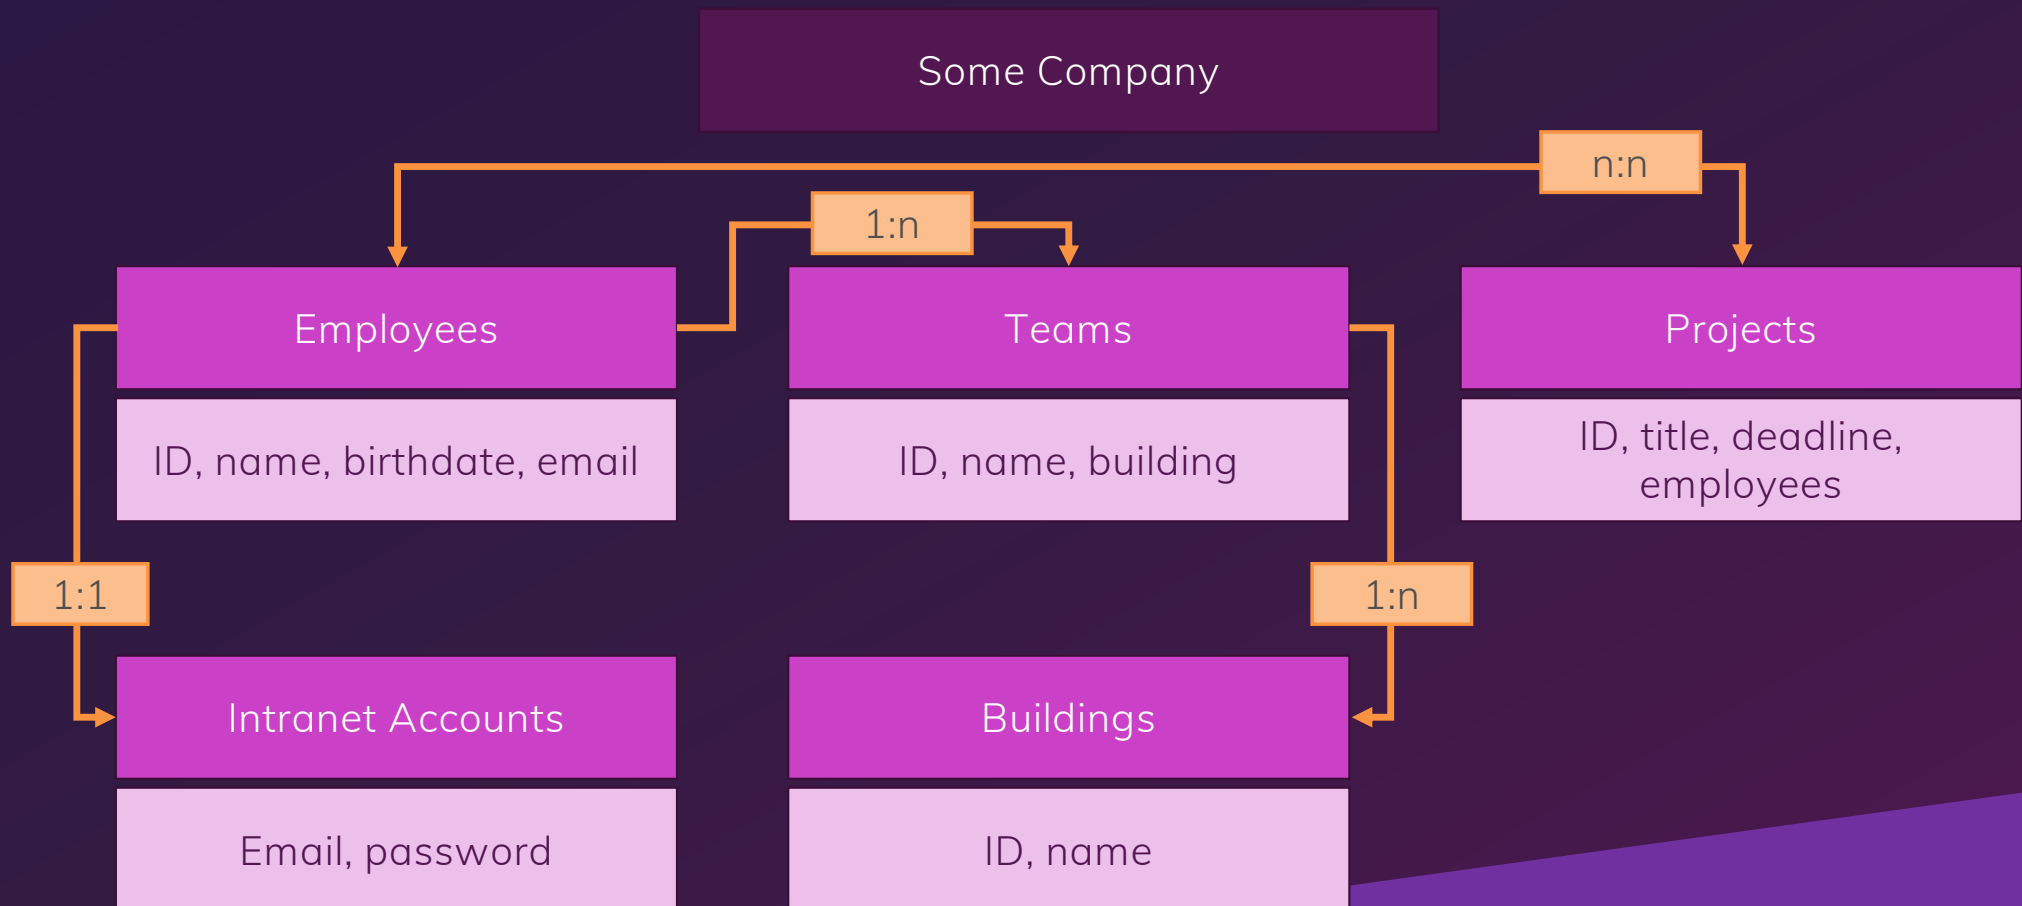 Some Company
n:n
1:n
Employees
Teams
Projects
ID, name, birthdate, email
ID, name, building
ID, title, deadline,
employees
1:1
1:n
Intranet Accounts
Buildings
Email, password
ID, name